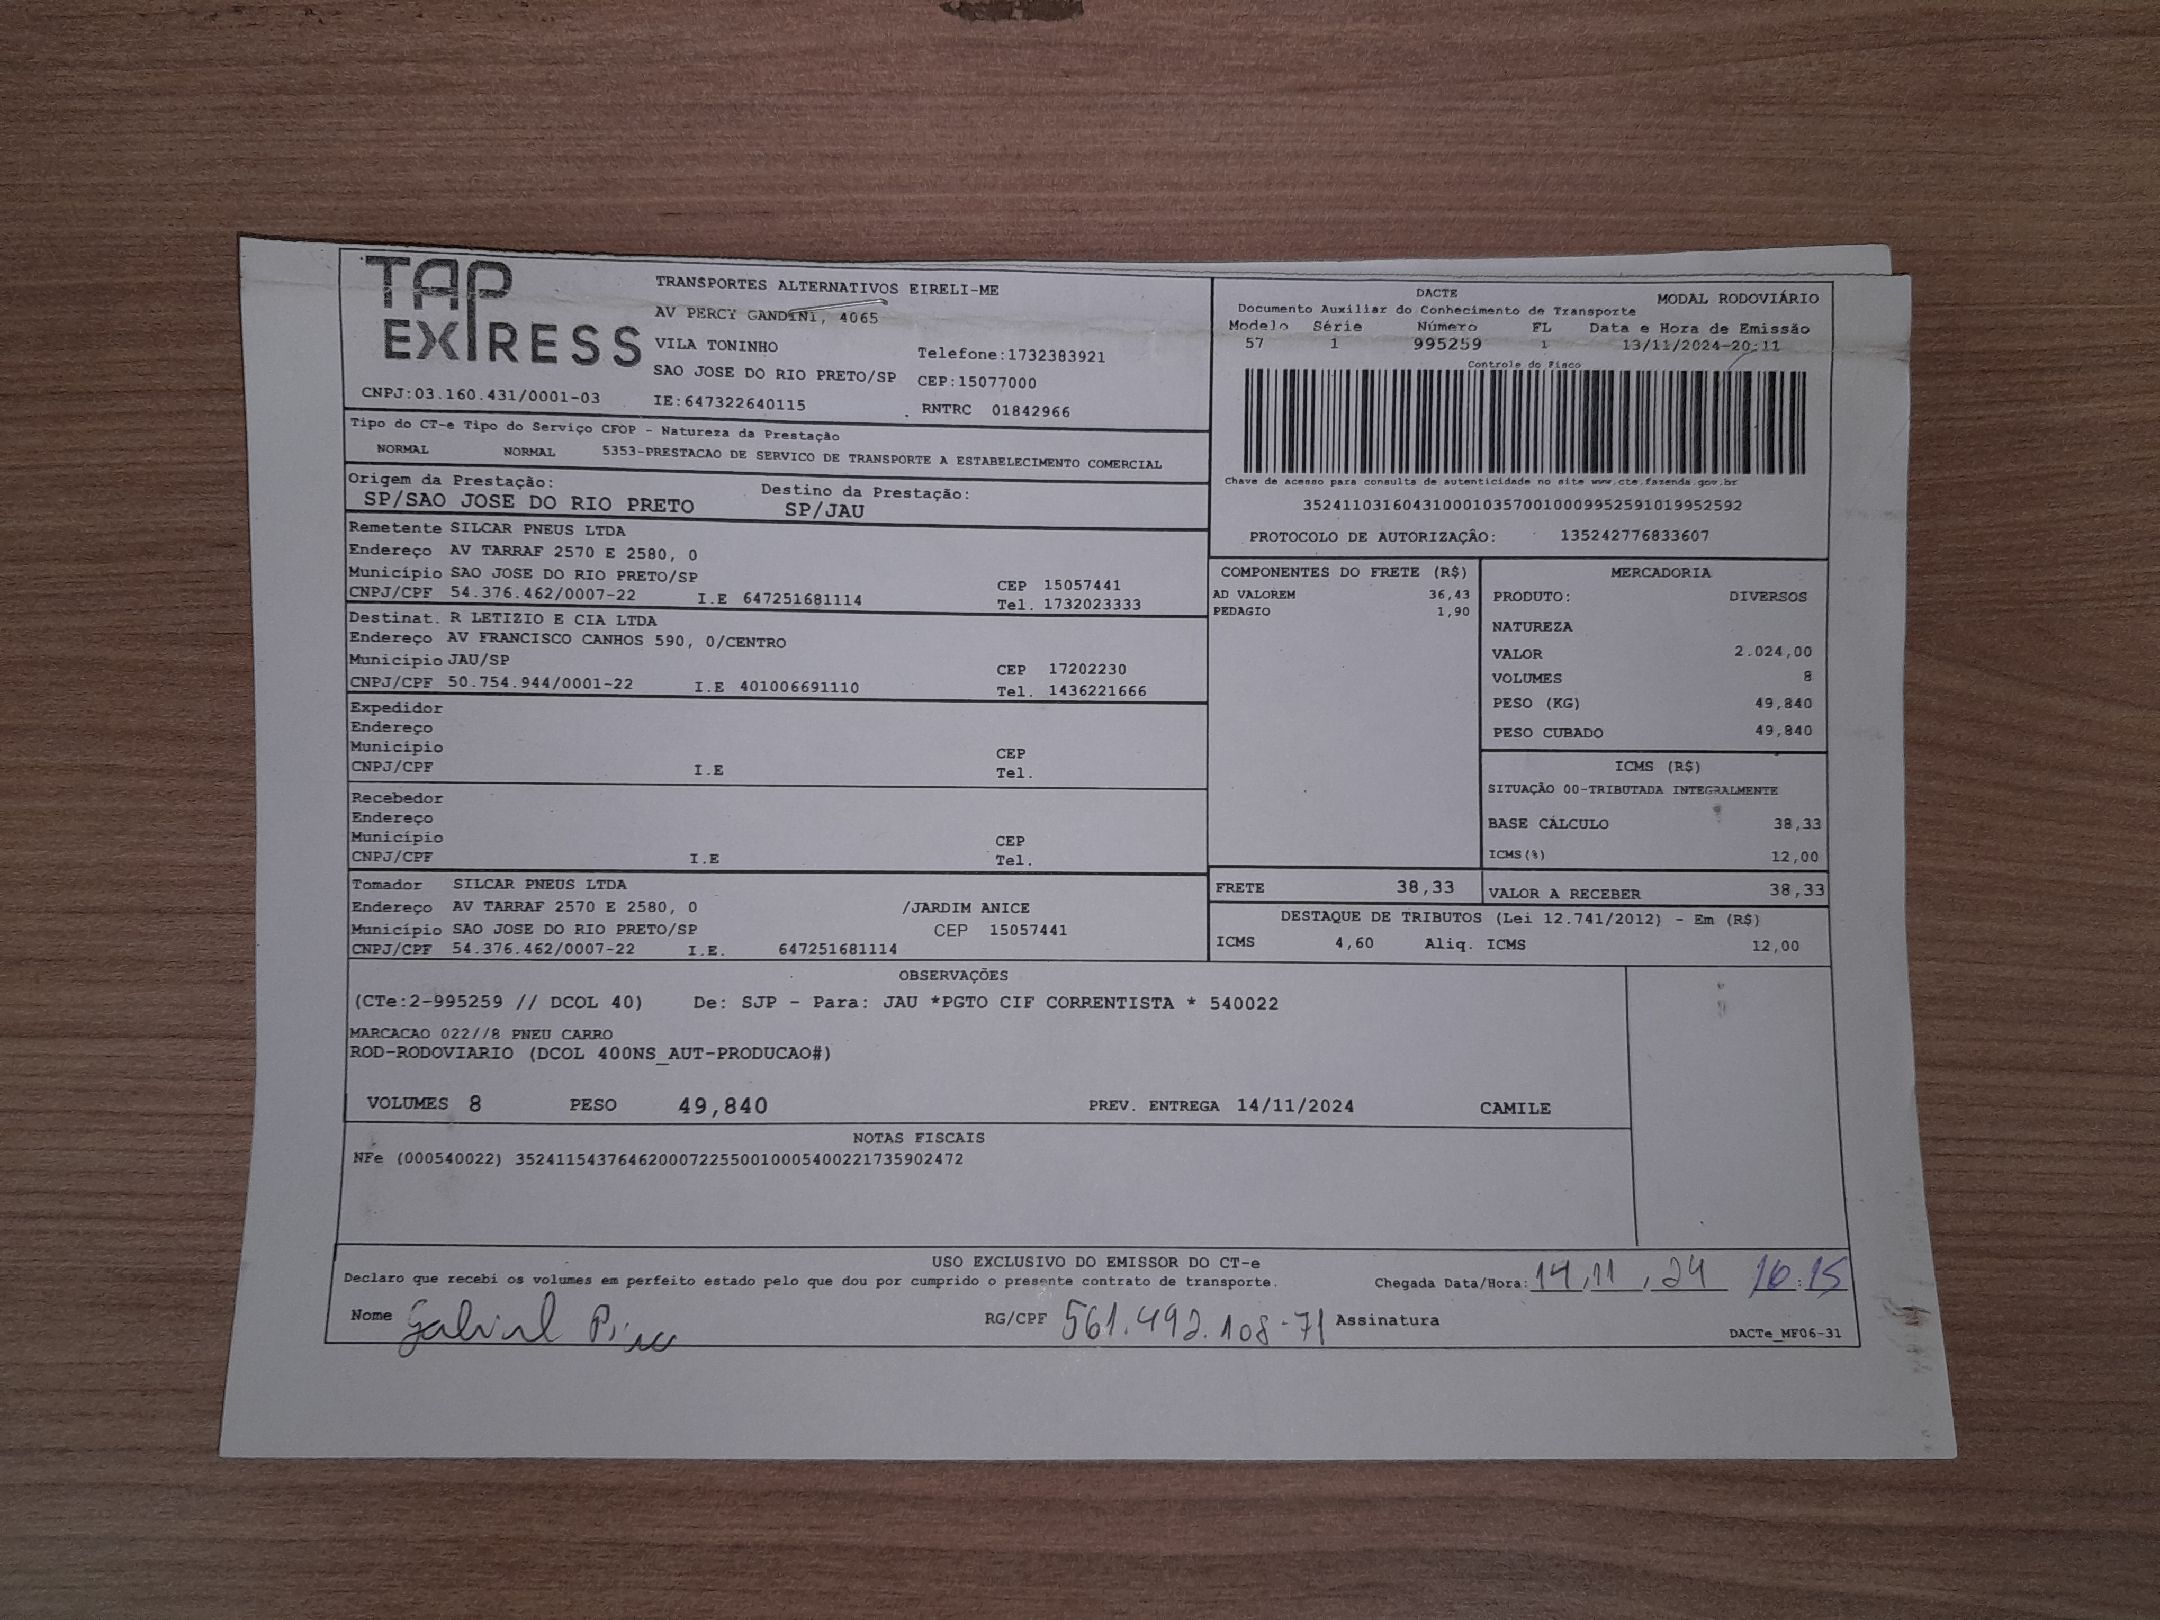 TAP
EXPRESS
TRANSPORTES ALTERNATIVOS EIRELI-ME
AV PERCY GANDINI, 4065
VILA TONINHO
Telefone:1732383921
SAO JOSE DO RIO PRETO/SP CEP:15077000
CNPJ:03.160.431/0001-03 IE:647322640115 RNTRC 01842966
DACTE MODAL RODOVIÁRIO
Documento Auxiliar do Conhecimento de Transporte
Modelo Série Número FL Data e Hora de Emissão
57 1 995259 1 13/11/2024-20:11
Controle do Fisco
Chave de Acesso para consulta de autenticidade no site www.cte.fazenda.gov.br
35241103160431000103570010009952591019952592
PROTOCOLO DE AUTORIZAÇÃO: 135242776833607
Tipo do CT-e Tipo do Serviço CFOP - Natureza da Prestação
NORMAL NORMAL 5353-PRESTACAO DE SERVICO DE TRANSPORTE A ESTABELECIMENTO COMERCIAL
Origem da Prestação: Destino da Prestação:
SP/SAO JOSE DO RIO PRETO SP/JAU
Remetente SILCAR PNEUS LTDA
Endereço AV TARRAF 2570 E 2580, 0
Município SAO JOSE DO RIO PRETO/SP CEP 15057441
CNPJ/CPF 54.376.462/0007-22 I.E 647251681114 Tel. 1732023333
Destinat. R LETIZIO E CIA LTDA
Endereço AV FRANCISCO CANHOS 590, 0/CENTRO
Município JAU/SP CEP 17202230
CNPJ/CPF 50.754.944/0001-22 I.E 401006691110 Tel. 1436221666
Expedidor
Endereço
Município CEP
CNPJ/CPF I.E Tel.
Recebedor
Endereço
Município CEP
CNPJ/CPF I.E Tel.
Tomador SILCAR PNEUS LTDA
Endereço AV TARRAF 2570 E 2580, 0 /JARDIM ANICE
Município SAO JOSE DO RIO PRETO/SP CEP 15057441
CNPJ/CPF 54.376.462/0007-22 I.E. 647251681114
COMPONENTES DO FRETE (R$)
AD VALOREM 36,43
PEDAGIO 1,90
MERCADORIA
PRODUTO: DIVERSOS
NATUREZA
VALOR 2.024,00
VOLUMES 8
PESO (KG) 49,840
PESO CUBADO 49,840
ICMS (R$)
SITUAÇÃO 00-TRIBUTADA INTEGRALMENTE
BASE CÁLCULO 38,33
ICMS(%) 12,00
FRETE 38,33 VALOR A RECEBER 38,33
DESTAQUE DE TRIBUTOS (Lei 12.741/2012) - Em (R$)
ICMS 4,60 Aliq. ICMS 12,00
OBSERVAÇÕES
(CTe:2-995259 // DCOL 40) De: SJP - Para: JAU *PGTO CIF CORRENTISTA * 540022
MARCACAO 022//8 PNEU CARRO
ROD-RODOVIARIO (DCOL 400NS_AUT-PRODUCAO#)
VOLUMES 8 PESO 49,840 PREV. ENTREGA 14/11/2024 CAMILE
NOTAS FISCAIS
NFe (000540022) 35241154376462000722550010005400221735902472
USO EXCLUSIVO DO EMISSOR DO CT-e
Declaro que recebi os volumes em perfeito estado pelo que dou por cumprido o presente contrato de transporte. Chegada Data/Hora: 14,11,24 10:15
Nome Gabriel RG/CPF 561.492.108-71 Assinatura
DACTe_MF06-31